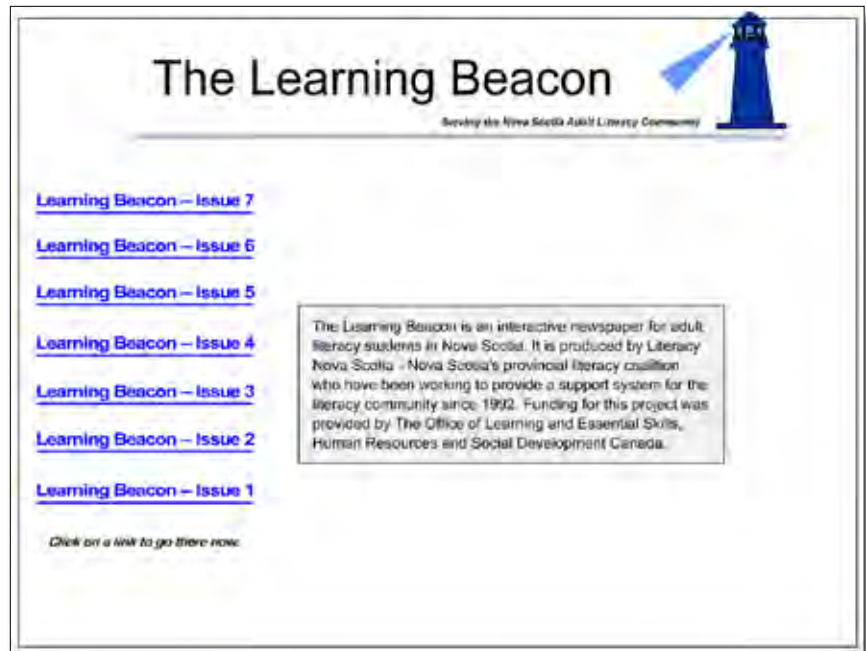 The Learning Beacon
Serving the Nova Scotia Adult Literacy Community
Learning Beacon – Issue 7
Learning Beacon – Issue 6
Learning Beacon – Issue 5
Learning Beacon – Issue 4
Learning Beacon – Issue 3
Learning Beacon – Issue 2
Learning Beacon – Issue 1
Click on a link to go there now.
The Learning Beacon is an interactive newspaper for adult
literacy students in Nova Scotia. It is produced by Literacy
Nova Scotia - Nova Scotia's provincial literacy coalition
who have been working to provide a support system for the
literacy community since 1992. Funding for this project was
provided by The Office of Learning and Essential Skills,
Human Resources and Social Development Canada.